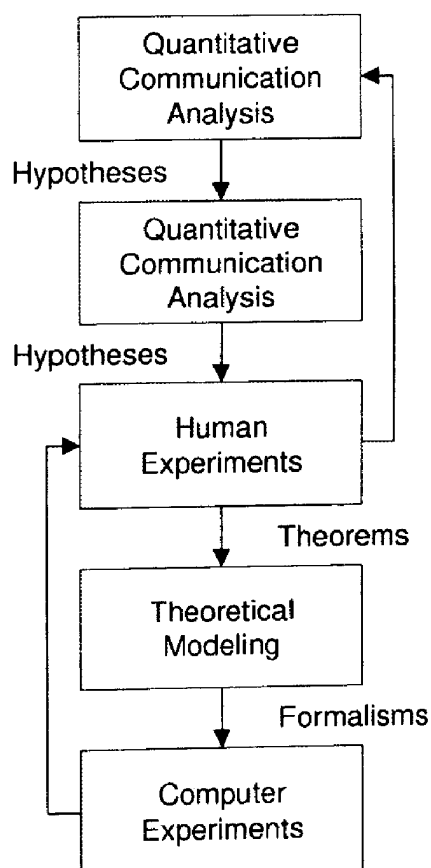 Quantitative
Communication
Analysis
Hypotheses
Quantitative
Communication
Analysis
Hypotheses
Human
Experiments
Theorems
Theoretical
Modeling
Formalisms
Computer
Experiments